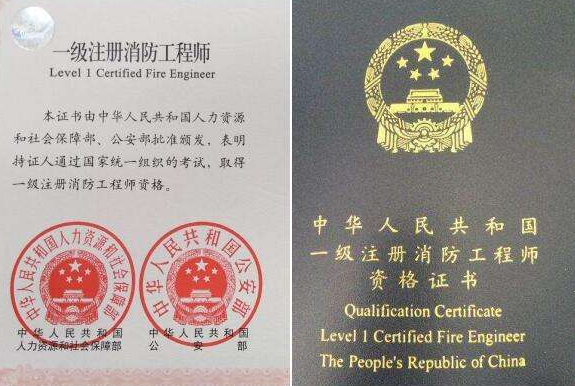 一级注册消防工程师
Level 1 Certified Fire Engineer
本证书由中华人民共和国人力资源
和社会保障部、公安部批准颁发，表明
持证人通过国家统一组织的考试，取得
一级注册消防工程师资格。
中华人民共和国人力资源和社会保障部
中华人民共和国公安部
中华人民共和国
人力资源和社会保障部
中华人民共和国
公安部
中华人民共和国
一级注册消防工程师
资格证书
Qualification Certificate
Level 1 Certified Fire Engineer
The People's Republic of China